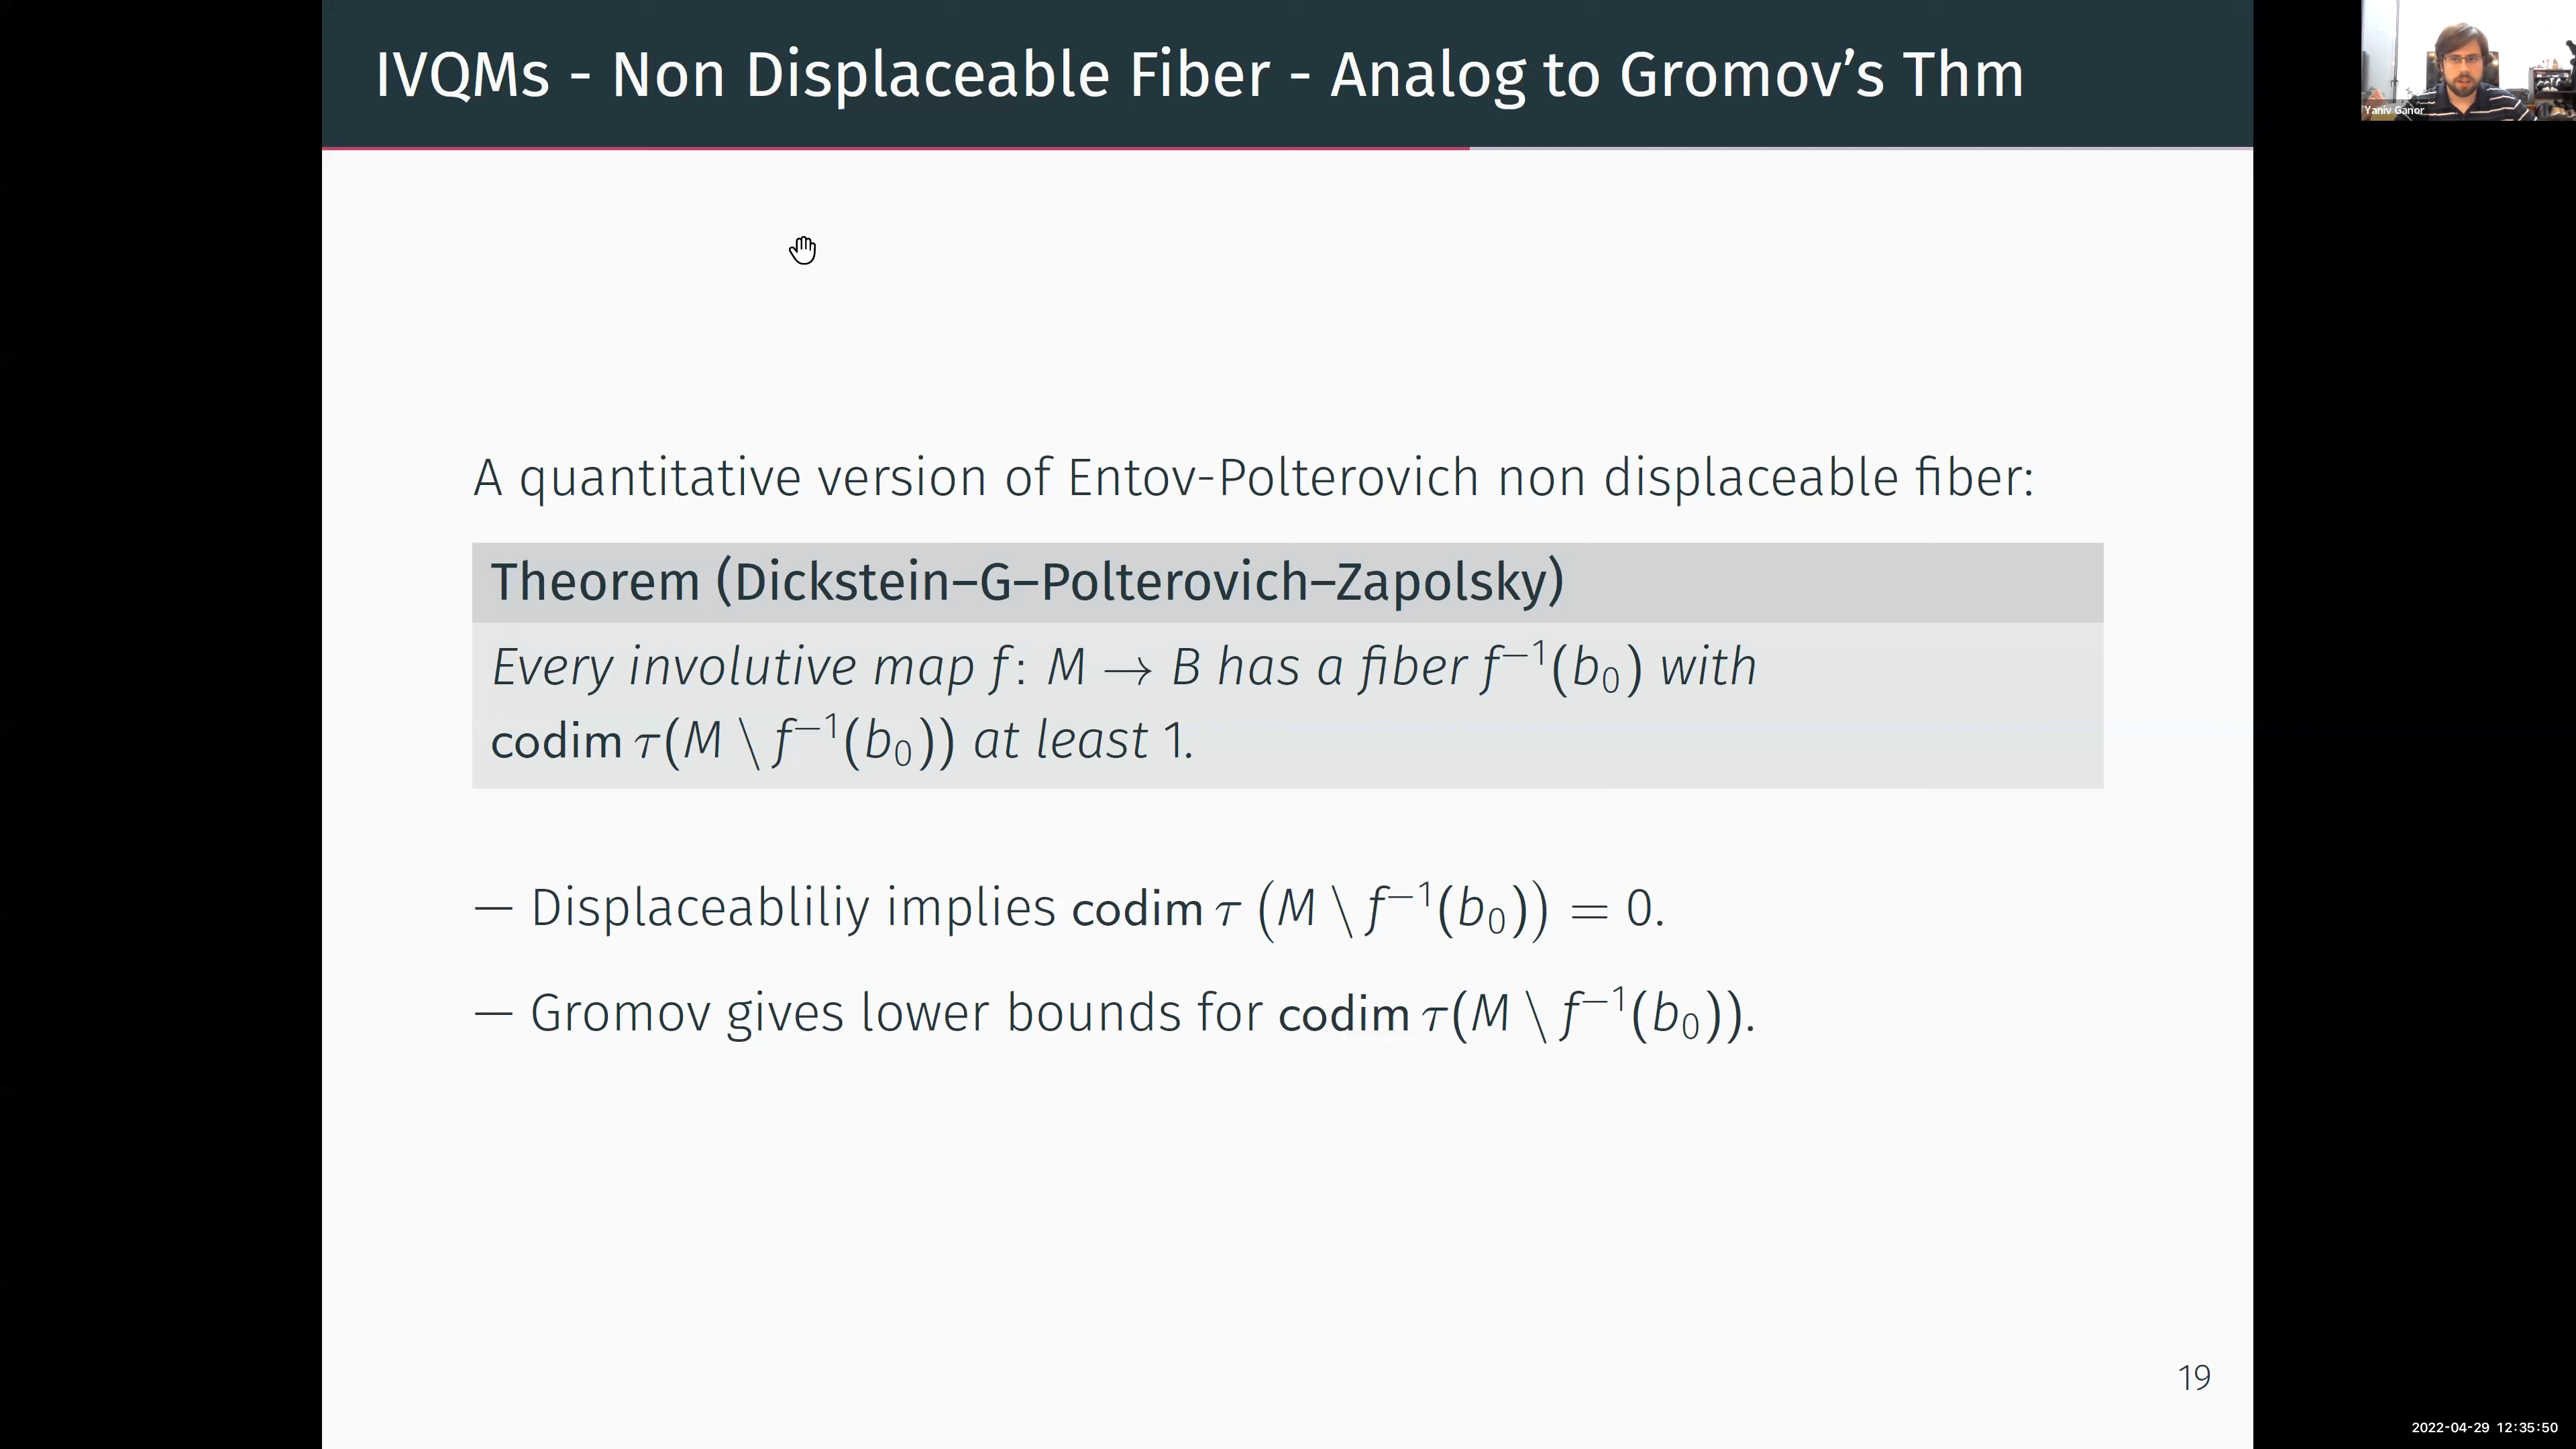 IVQMs - Non Displaceable Fiber - Analog to Gromov's Thm
Yaniv Ganor
A quantitative version of Entov-Polterovich non displaceable fiber:
Theorem (Dickstein–G–Polterovich–Zapolsky)
Every involutive map f: M → B has a fiber f⁻¹(b₀) with
codim τ(M \ f⁻¹(b₀)) at least 1.
— Displaceabliliy implies codim τ (M \ f⁻¹(b₀)) = 0.
— Gromov gives lower bounds for codim τ(M \ f⁻¹(b₀)).
19
2022-04-29 12:35:50